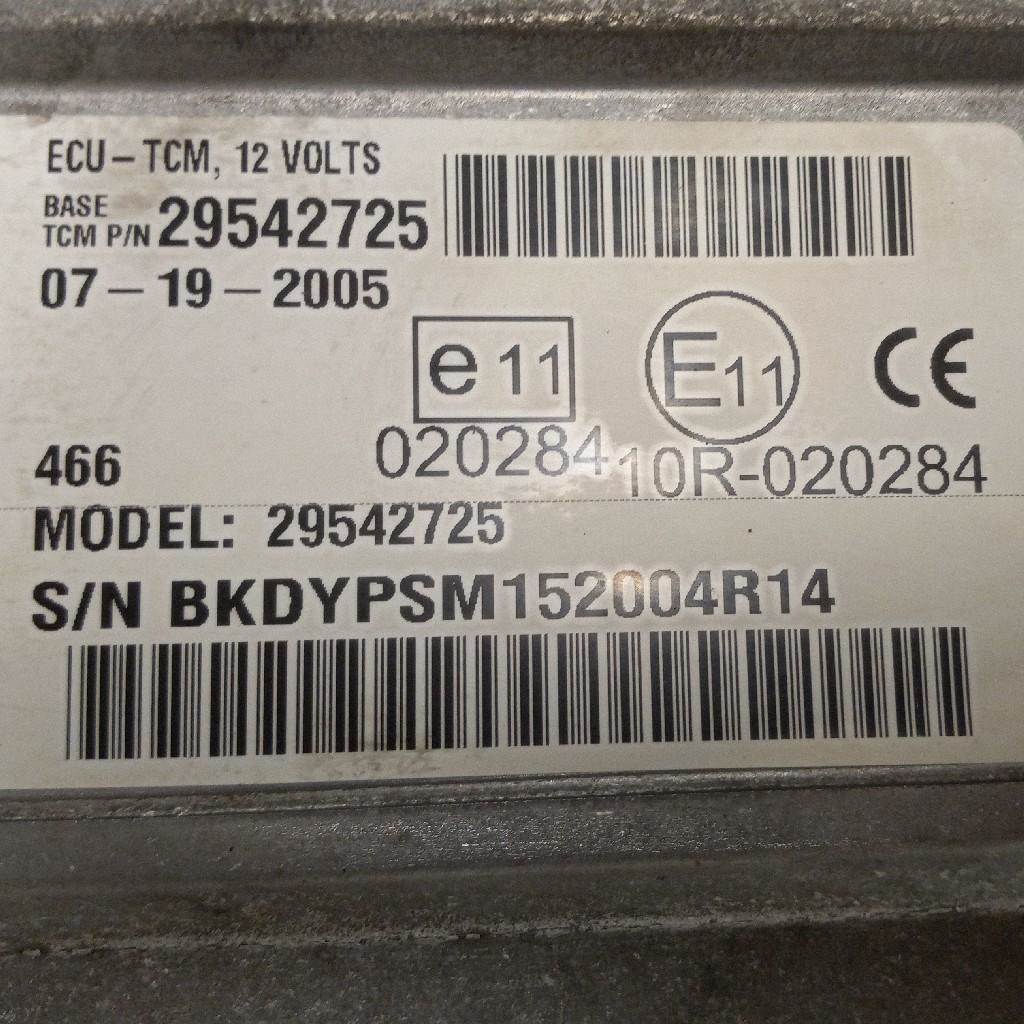 ECU – TCM, 12 VOLTS
BASE
TCM P/N 29542725
07 – 19 – 2005
e 11
E11
CE
020284
10R-020284
466
MODEL: 29542725
S/N BKDYPSM152004R14